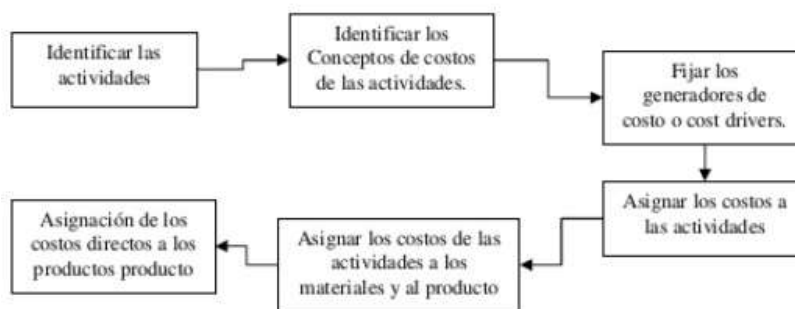 Identificar las
actividades
Identificar los
Conceptos de costos
de las actividades.
Fijar los
generadores de
costo o cost drivers.
Asignar los costos a
las actividades
Asignar los costos de las
actividades a los
materiales y al producto
Asignación de los
costos directos a los
productos producto